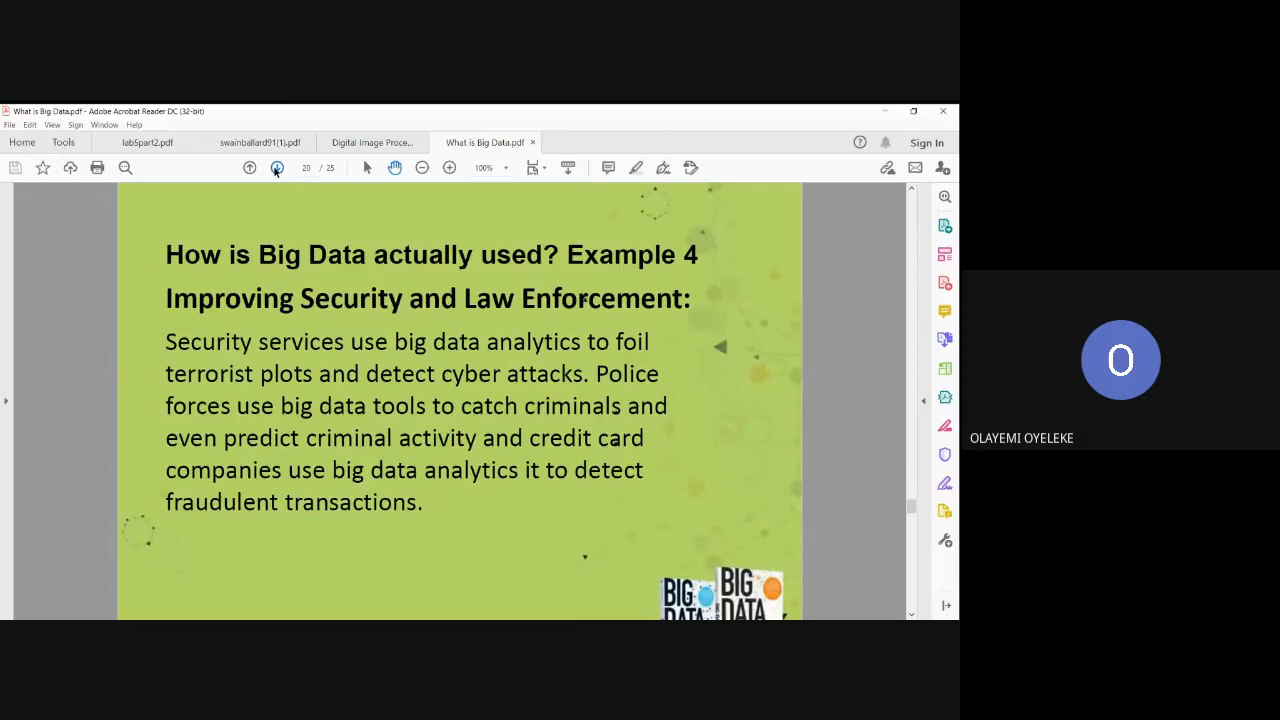 What is Big Data.pdf - Adobe Acrobat Reader DC (32-bit)
File Edit View Sign Window Help
Home Tools lab5part2.pdf swainballard91(1).pdf Digital Image Proce... What is Big Data.pdf × Sign In
20 / 25 100%
How is Big Data actually used? Example 4
Improving Security and Law Enforcement:
Security services use big data analytics to foil
terrorist plots and detect cyber attacks. Police
forces use big data tools to catch criminals and
even predict criminal activity and credit card
companies use big data analytics it to detect
fraudulent transactions.
BIG DATA
BIG DATA
O
OLAYEMI OYELEKE